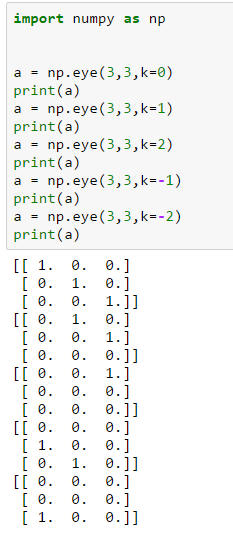 import numpy as np
a = np.eye(3,3,k=0)
print(a)
a = np.eye(3,3,k=1)
print(a)
a = np.eye(3,3,k=2)
print(a)
a = np.eye(3,3,k=-1)
print(a)
a = np.eye(3,3,k=-2)
print(a)
[[ 1.  0.  0.]
 [ 0.  1.  0.]
 [ 0.  0.  1.]]
[[ 0.  1.  0.]
 [ 0.  0.  1.]
 [ 0.  0.  0.]]
[[ 0.  0.  1.]
 [ 0.  0.  0.]
 [ 0.  0.  0.]]
[[ 0.  0.  0.]
 [ 1.  0.  0.]
 [ 0.  1.  0.]]
[[ 0.  0.  0.]
 [ 0.  0.  0.]
 [ 1.  0.  0.]]